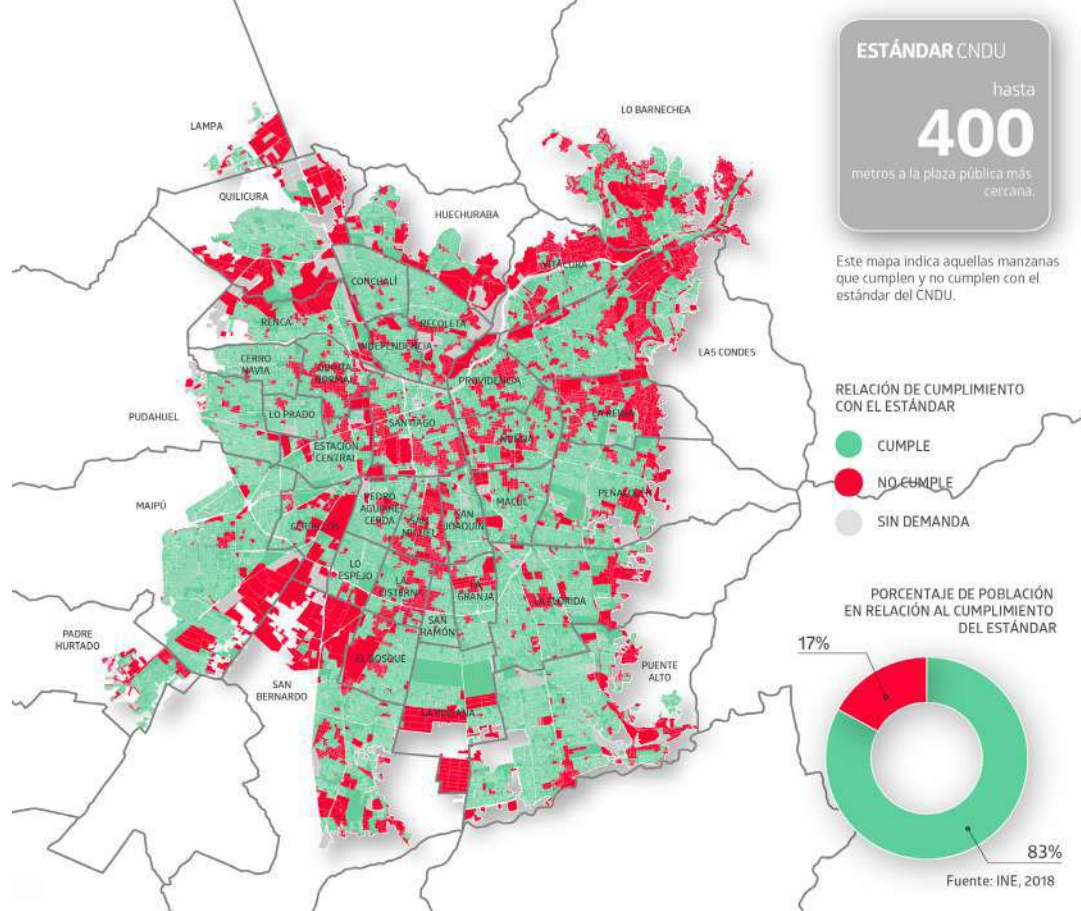 ESTÁNDAR CNDU
hasta
400
metros a la plaza pública más
cercana.
Este mapa indica aquellas manzanas
que cumplen y no cumplen con el
estándar del CNDU.
RELACIÓN DE CUMPLIMIENTO
CON EL ESTÁNDAR
CUMPLE
NO CUMPLE
SIN DEMANDA
PORCENTAJE DE POBLACIÓN
EN RELACIÓN AL CUMPLIMIENTO
DEL ESTÁNDAR
17%
83%
Fuente: INE, 2018
LO BARNECHEA
LAMPA
QUILICURA
HUECHURABA
VITACURA
CONCHALÍ
RENCA
RECOLETA
INDEPENDENCIA
LAS CONDES
CERRO
NAVIA
QUINTA
NORMAL
PROVIDENCIA
PUDAHUEL
LO PRADO
SANTIAGO
LA REINA
ÑUÑOA
ESTACIÓN
CENTRAL
MAIPÚ
CERRILLOS
PEDRO
AGUIRRE
CERDA
SAN
MIGUEL
SAN
JOAQUÍN
MACUL
PEÑALOLÉN
LO
ESPEJO
LA
CISTERNA
LA
GRANJA
LA FLORIDA
SAN
RAMÓN
PADRE
HURTADO
EL BOSQUE
SAN
BERNARDO
PUENTE
ALTO
LA PINTANA